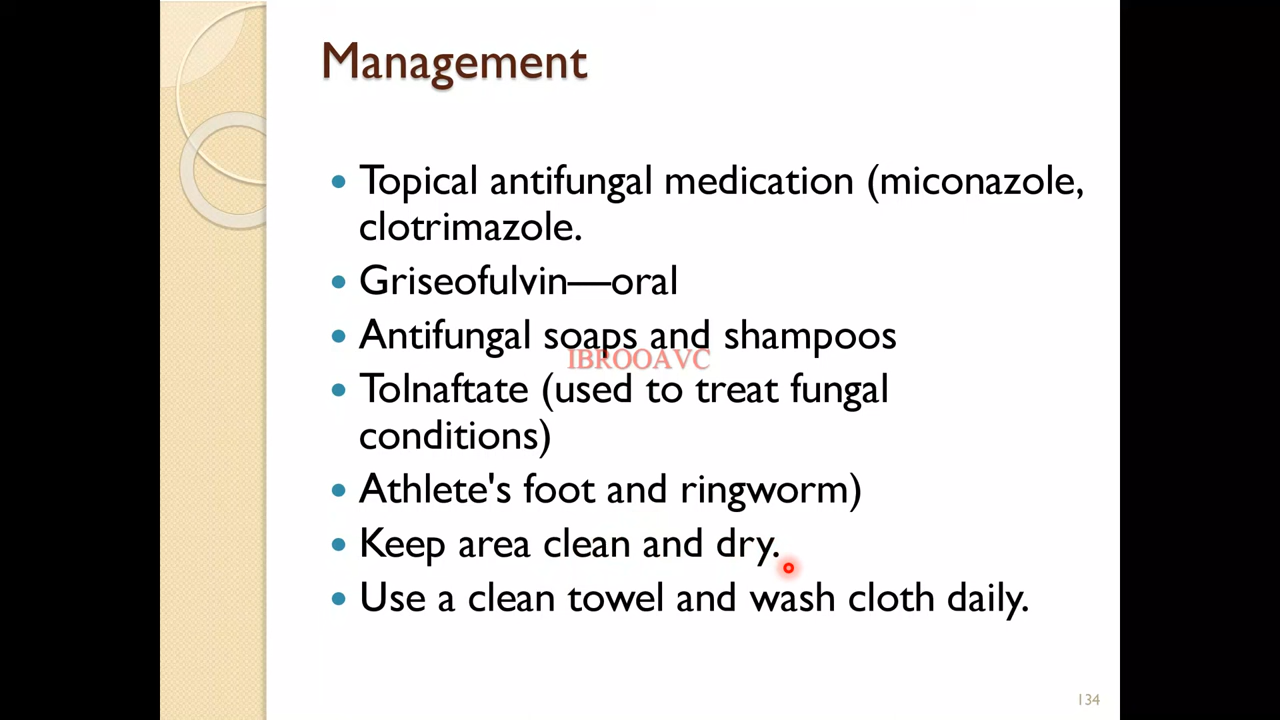 Management
• Topical antifungal medication (miconazole,
clotrimazole.
• Griseofulvin—oral
• Antifungal soaps and shampoos
IBROOAVC
• Tolnaftate (used to treat fungal
conditions)
• Athlete's foot and ringworm)
• Keep area clean and dry.
• Use a clean towel and wash cloth daily.
134